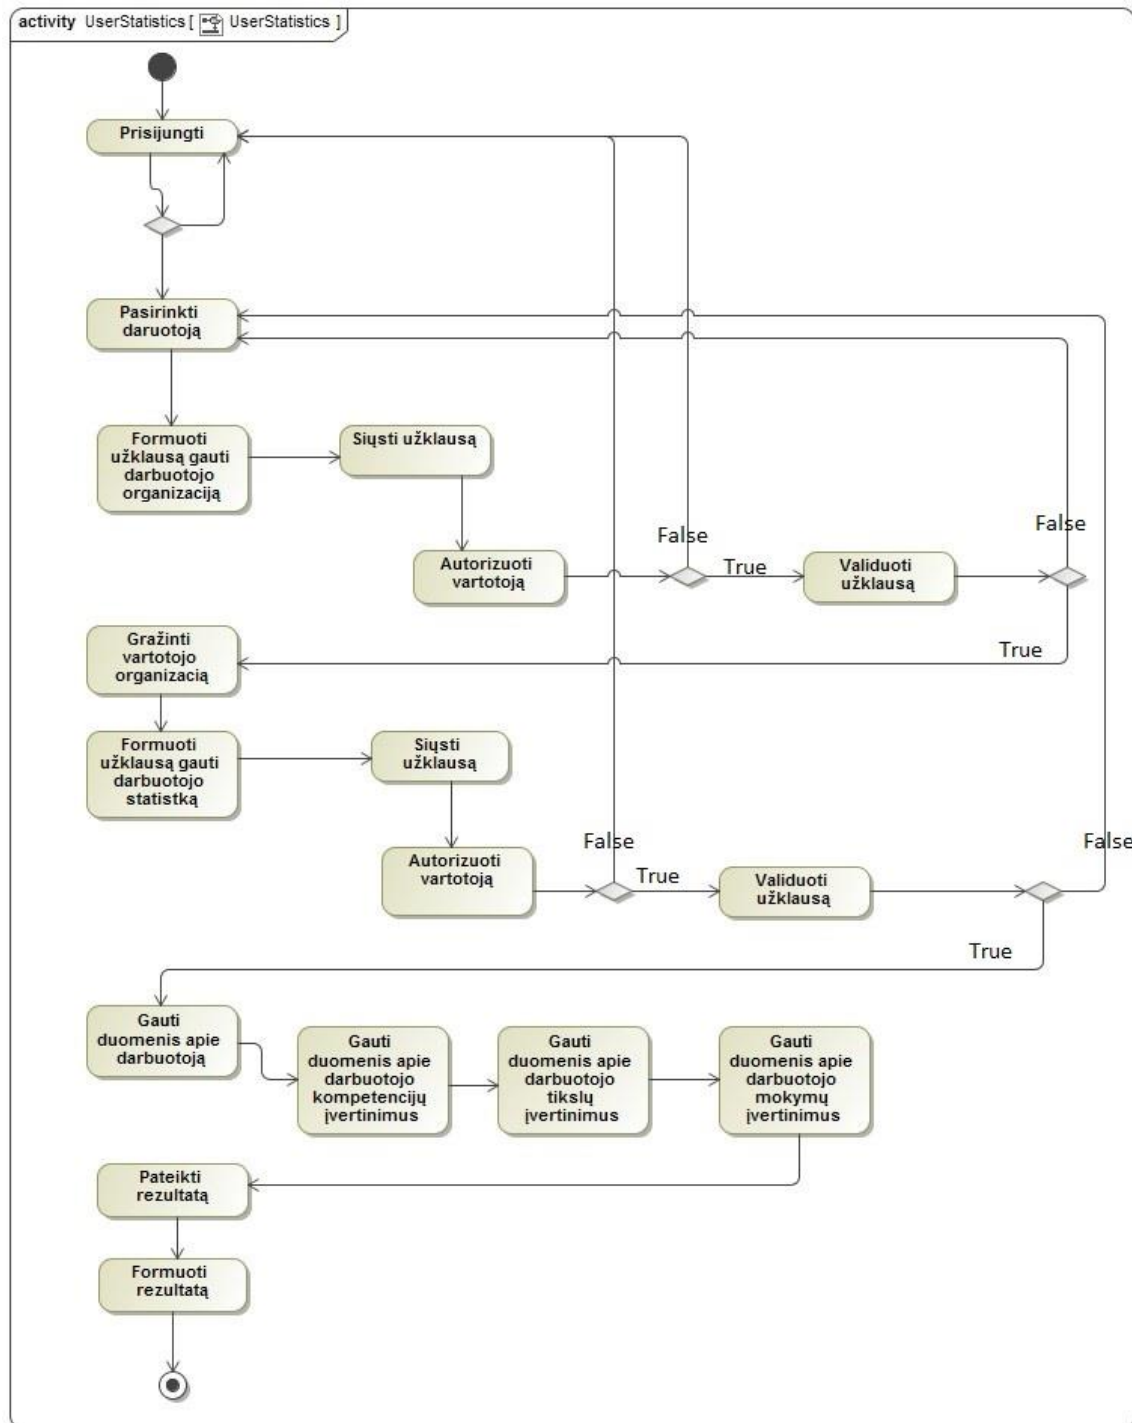 activity UserStatistics [ UserStatistics ]
Prisijungti
Pasirinkti
daruotoją
Formuoti
užklausą gauti
darbuotojo
organizaciją
Siųsti užklausą
Autorizuoti
vartotoją
False
True
Validuoti
užklausą
False
True
Gražinti
vartotojo
organizacią
Formuoti
užklausą gauti
darbuotojo
statistką
Siųsti
užklausą
Autorizuoti
vartotoją
False
True
Validuoti
užklausą
False
True
Gauti
duomenis apie
darbuotoją
Gauti
duomenis apie
darbuotojo
kompetencijų
įvertinimus
Gauti
duomenis apie
darbuotojo
tikslų
įvertinimus
Gauti
duomenis apie
darbuotojo
mokymų
įvertinimus
Pateikti
rezultatą
Formuoti
rezultatą